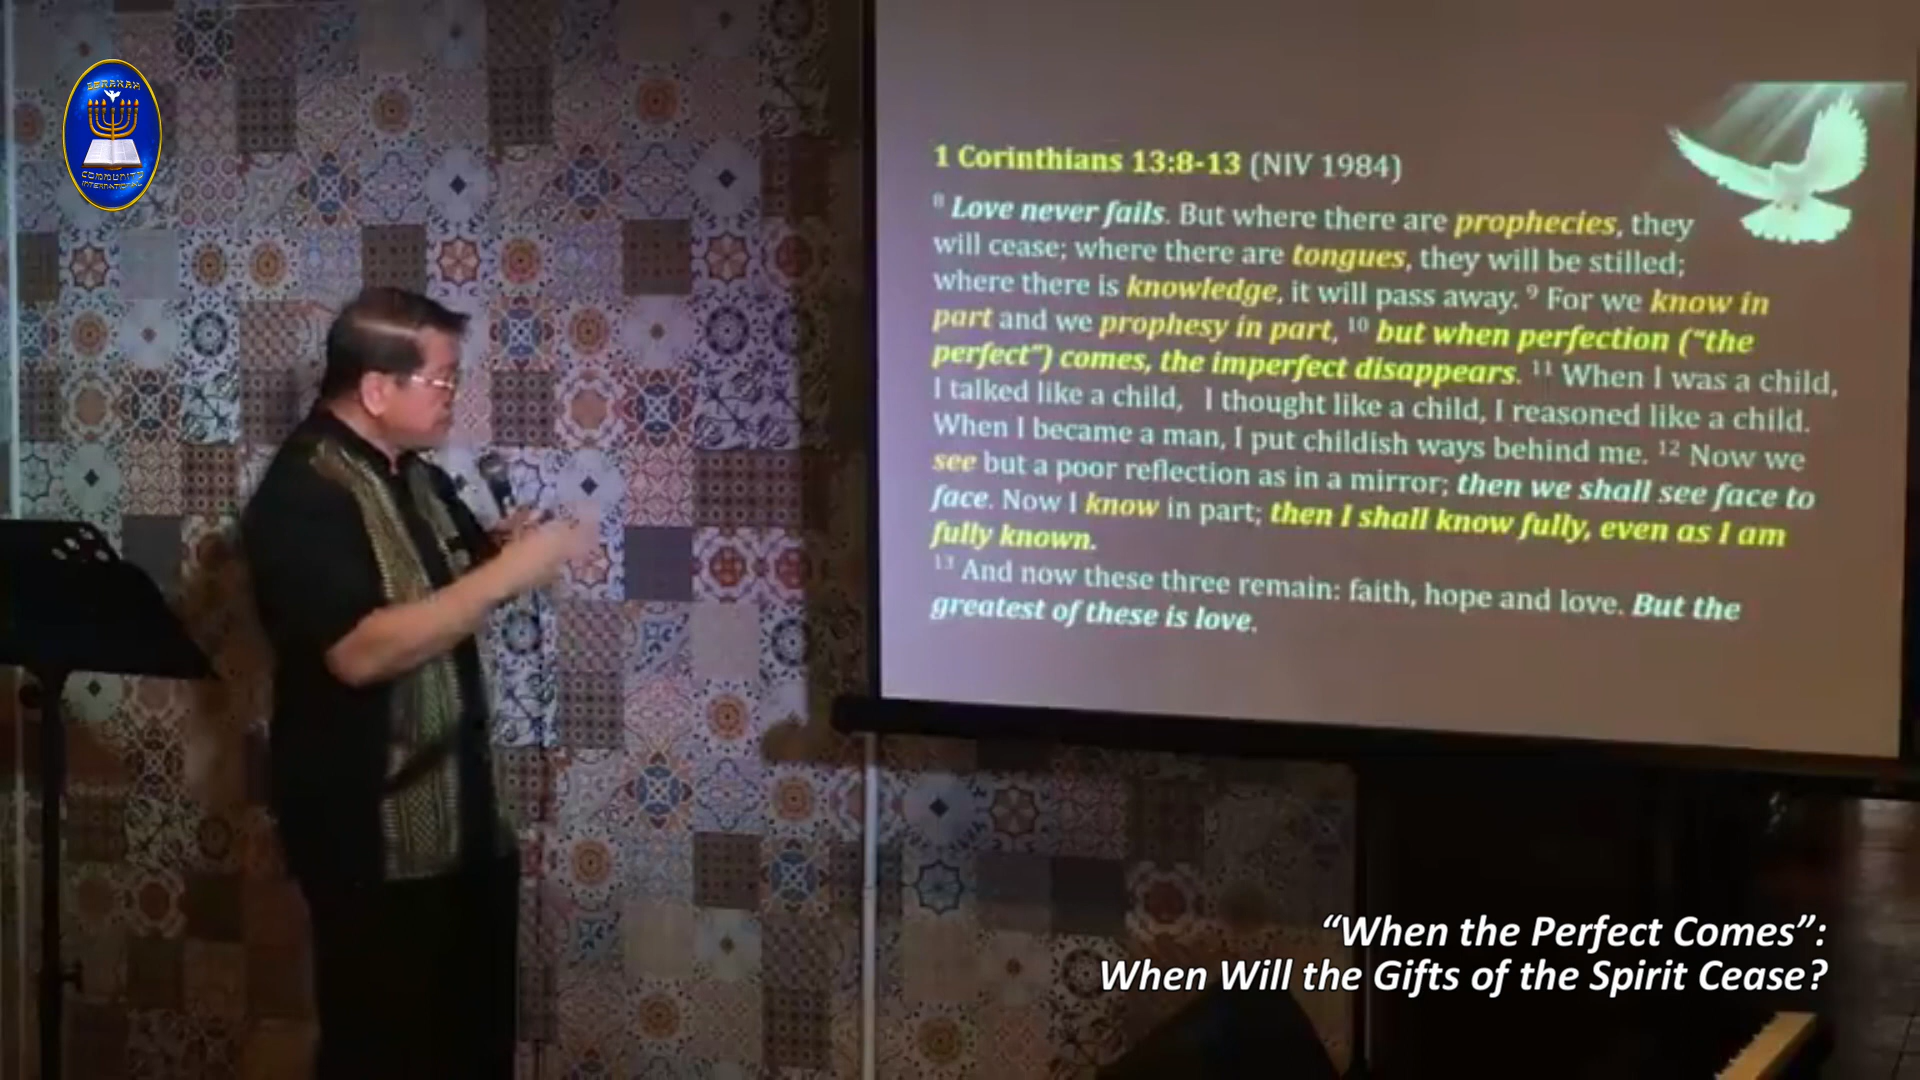 BERAKAH
COMMUNITY
INTERNATIONAL
1 Corinthians 13:8-13 (NIV 1984)
8 Love never fails. But where there are prophecies, they
will cease; where there are tongues, they will be stilled;
where there is knowledge, it will pass away. 9 For we know in
part and we prophesy in part, 10 but when perfection ("the
perfect") comes, the imperfect disappears. 11 When I was a child,
I talked like a child, I thought like a child, I reasoned like a child.
When I became a man, I put childish ways behind me. 12 Now we
see but a poor reflection as in a mirror; then we shall see face to
face. Now I know in part; then I shall know fully, even as I am
fully known.
13 And now these three remain: faith, hope and love. But the
greatest of these is love.
“When the Perfect Comes”:
When Will the Gifts of the Spirit Cease?